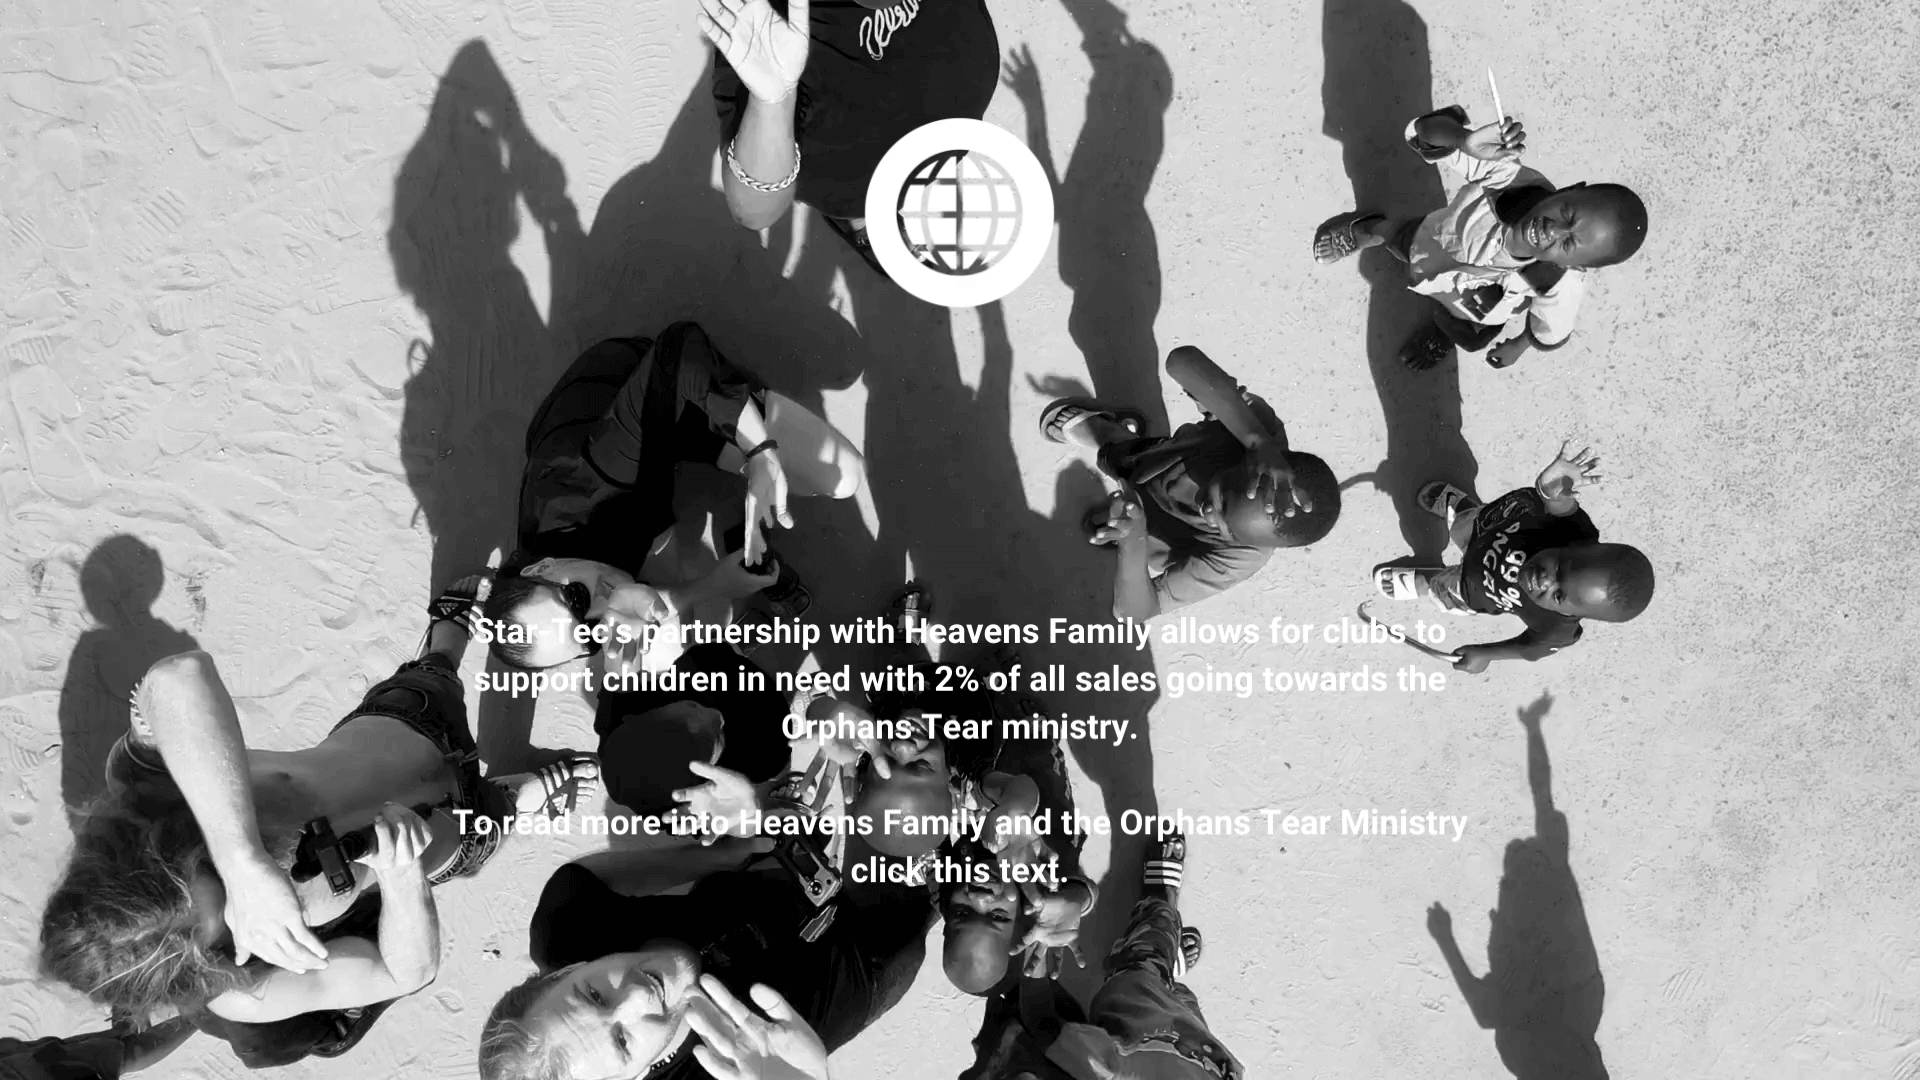 Star-Tec's partnership with Heavens Family allows for clubs to
support children in need with 2% of all sales going towards the
Orphans Tear ministry.
To read more into Heavens Family and the Orphans Tear Ministry
click this text.